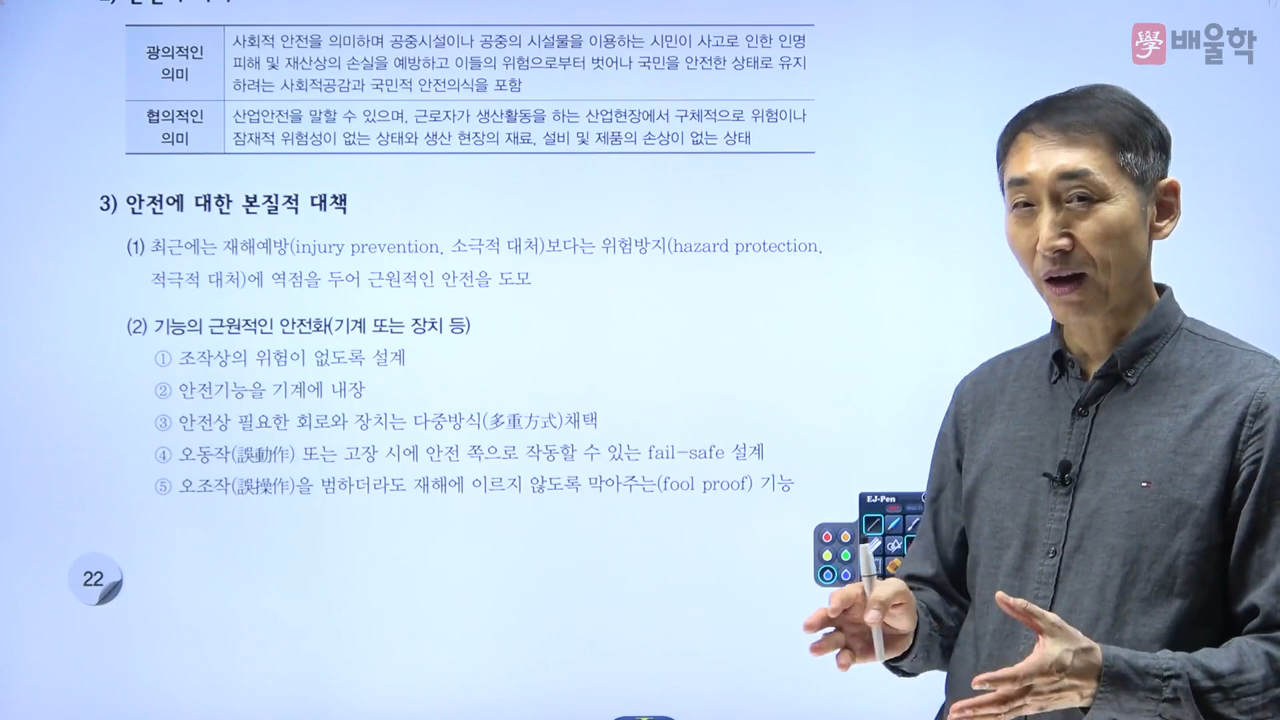 學 배울학
광의적인
의미
사회적 안전을 의미하며 공중시설이나 공중의 시설물을 이용하는 시민이 사고로 인한 인명
피해 및 재산상의 손실을 예방하고 이들의 위험으로부터 벗어나 국민을 안전한 상태로 유지
하려는 사회적공감과 국민적 안전의식을 포함
협의적인
의미
산업안전을 말할 수 있으며, 근로자가 생산활동을 하는 산업현장에서 구체적으로 위험이나
잠재적 위험성이 없는 상태와 생산 현장의 재료, 설비 및 제품의 손상이 없는 상태
3) 안전에 대한 본질적 대책
(1) 최근에는 재해예방(injury prevention, 소극적 대처)보다는 위험방지(hazard protection,
적극적 대처)에 역점을 두어 근원적인 안전을 도모
(2) 기능의 근원적인 안전화(기계 또는 장치 등)
① 조작상의 위험이 없도록 설계
② 안전기능을 기계에 내장
③ 안전상 필요한 회로와 장치는 다중방식(多重方式)채택
④ 오동작(誤動作) 또는 고장 시에 안전 쪽으로 작동할 수 있는 fail-safe 설계
⑤ 오조작(誤操作)을 범하더라도 재해에 이르지 않도록 막아주는(fool proof) 기능
EJ-Pen
22